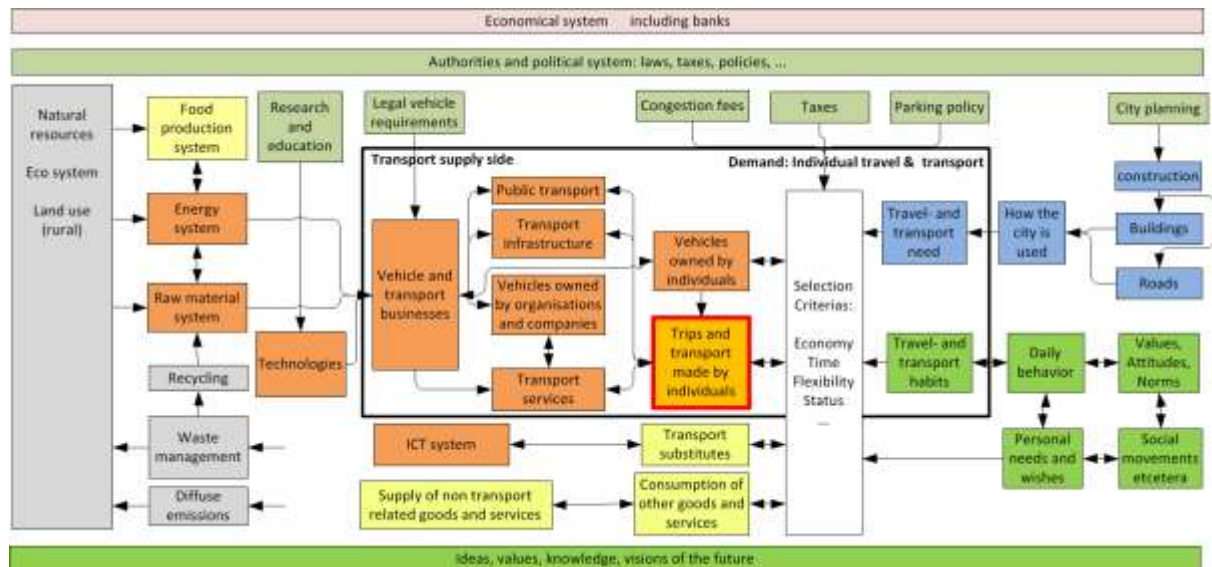 Economical system including banks
Authorities and political system: laws, taxes, policies, ...
Natural
resources
Eco system
Land use
(rural)
Food
production
system
Energy
system
Raw material
system
Recycling
Waste
management
Diffuse
emissions
Research
and
education
Technologies
Legal vehicle
requirements
Congestion fees
Taxes
Parking policy
City planning
Transport supply side
Demand: Individual travel & transport
Vehicle and
transport
businesses
Public transport
Transport
infrastructure
Vehicles owned
by organisations
and companies
Transport
services
Vehicles
owned by
individuals
Trips and
transport
made by
individuals
Selection
Criterias:
Economy
Time
Flexibility
Status
...
Travel- and
transport
need
How the
city is
used
construction
Buildings
Roads
Travel- and
transport
habits
Daily
behavior
Values,
Attitudes,
Norms
Personal
needs and
wishes
Social
movements
etcetera
ICT system
Transport
substitutes
Supply of non transport
related goods and services
Consumption of
other goods and
services
Ideas, values, knowledge, visions of the future